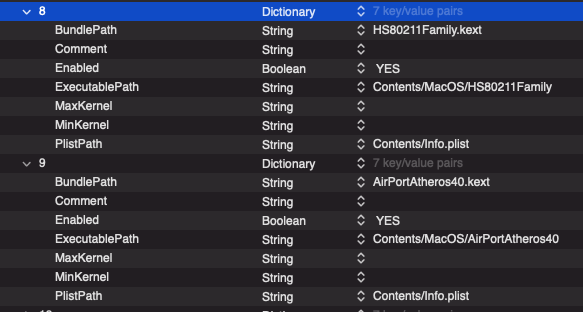 8 Dictionary 7 key/value pairs
BundlePath String HS80211Family.kext
Comment String
Enabled Boolean YES
ExecutablePath String Contents/MacOS/HS80211Family
MaxKernel String
MinKernel String
PlistPath String Contents/Info.plist
9 Dictionary 7 key/value pairs
BundlePath String AirPortAtheros40.kext
Comment String
Enabled Boolean YES
ExecutablePath String Contents/MacOS/AirPortAtheros40
MaxKernel String
MinKernel String
PlistPath String Contents/Info.plist